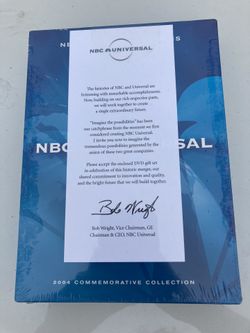 NE
S
NBC UNIVERSAL
The histories of NBC and Universal are
brimming with remarkable accomplishments.
Now, building on our rich respective pasts,
we will work together to create
a single extraordinary future.
"Imagine the possibilities" has been
our catchphrase from the moment we first
considered creating NBC Universal.
I invite you now to imagine the
tremendous possibilities generated by the
union of these two great companies.
Please accept the enclosed DVD gift set
in celebration of this historic merger, our
shared commitment to innovation and quality,
and the bright future that we will build together.
NBC
RSAL
Bob Wright
Bob Wright, Vice Chairman, GE
Chairman & CEO, NBC Universal
2004 COMMEMORATIVE COLLECTION